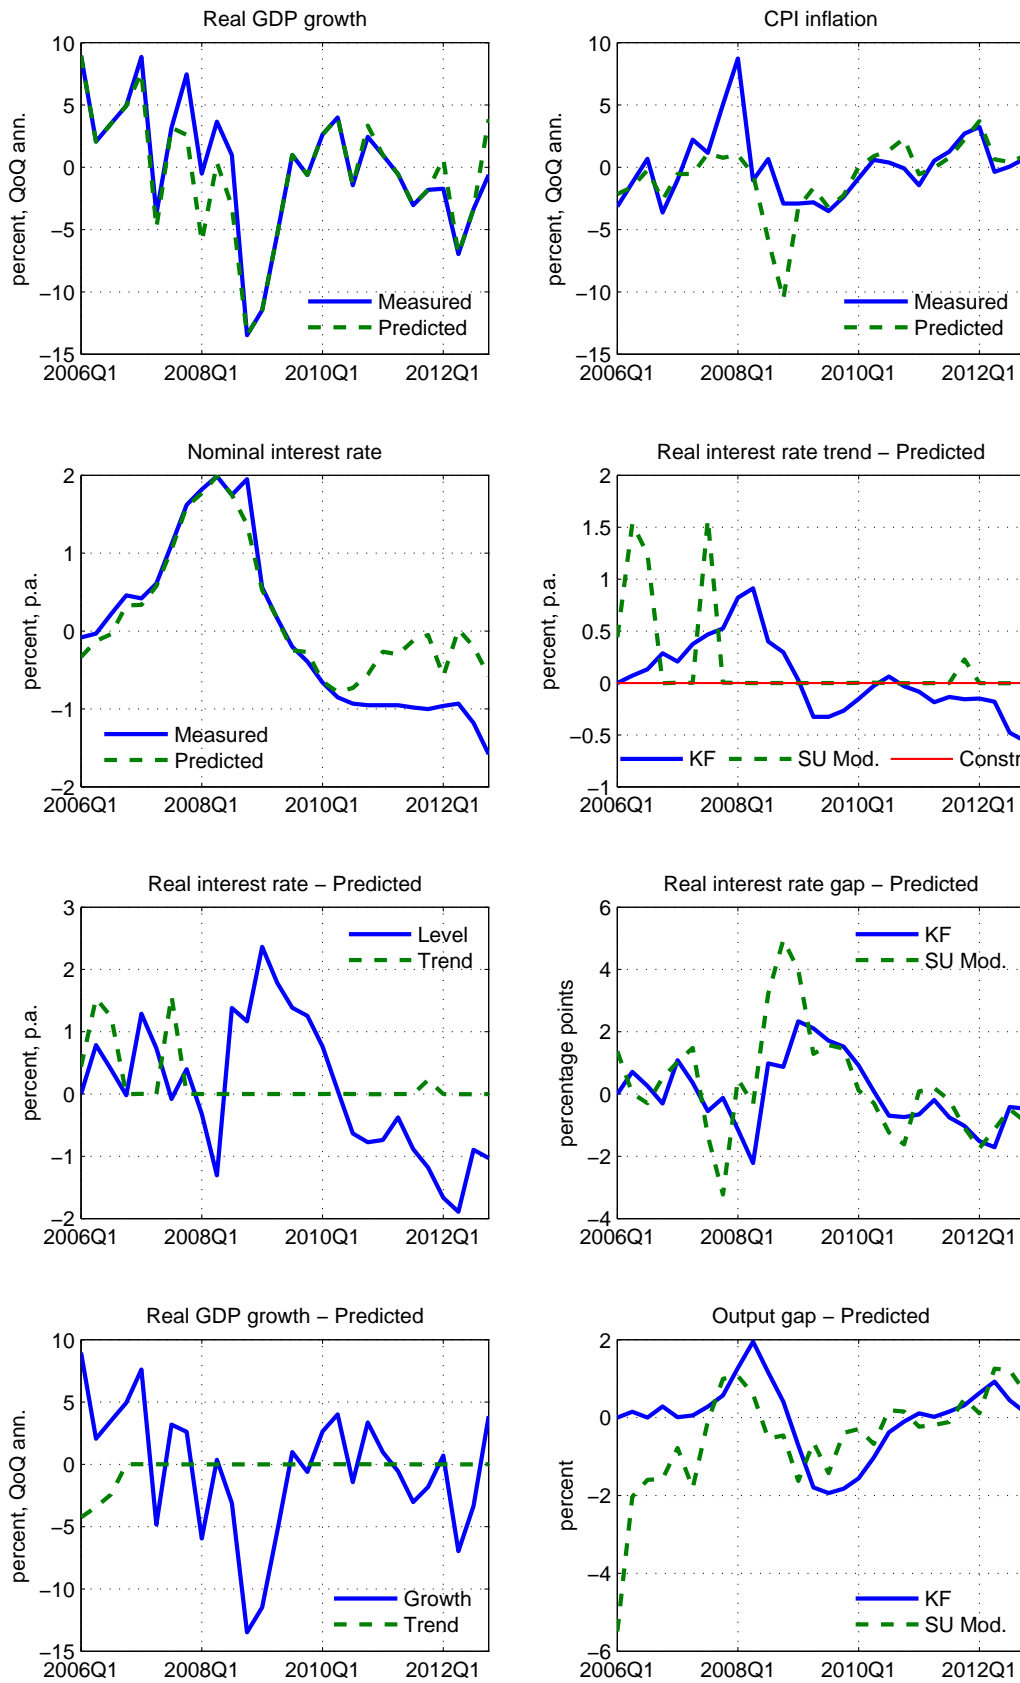 Real GDP growth
percent, QoQ ann.
10
5
0
−5
−10
−15
2006Q1 2008Q1 2010Q1 2012Q1
Measured
Predicted
CPI inflation
percent, QoQ ann.
10
5
0
−5
−10
−15
2006Q1 2008Q1 2010Q1 2012Q1
Measured
Predicted
Nominal interest rate
percent, p.a.
2
1
0
−1
−2
2006Q1 2008Q1 2010Q1 2012Q1
Measured
Predicted
Real interest rate trend − Predicted
percent, p.a.
2
1.5
1
0.5
0
−0.5
−1
2006Q1 2008Q1 2010Q1 2012Q1
KF SU Mod. Constr
Real interest rate − Predicted
percent, p.a.
3
2
1
0
−1
−2
2006Q1 2008Q1 2010Q1 2012Q1
Level
Trend
Real interest rate gap − Predicted
percentage points
6
4
2
0
−2
−4
2006Q1 2008Q1 2010Q1 2012Q1
KF
SU Mod.
Real GDP growth − Predicted
percent, QoQ ann.
10
5
0
−5
−10
−15
2006Q1 2008Q1 2010Q1 2012Q1
Growth
Trend
Output gap − Predicted
percent
2
0
−2
−4
−6
2006Q1 2008Q1 2010Q1 2012Q1
KF
SU Mod.